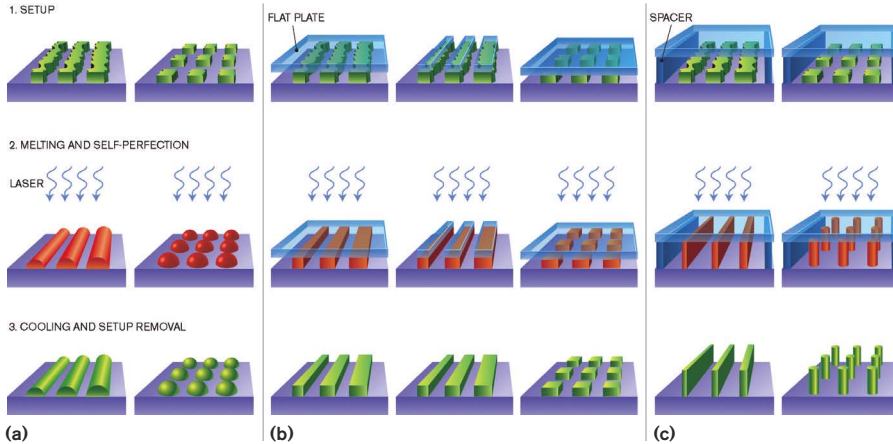 1. SETUP
FLAT PLATE
SPACER
2. MELTING AND SELF-PERFECTION
LASER
3. COOLING AND SETUP REMOVAL
(a)
(b)
(c)